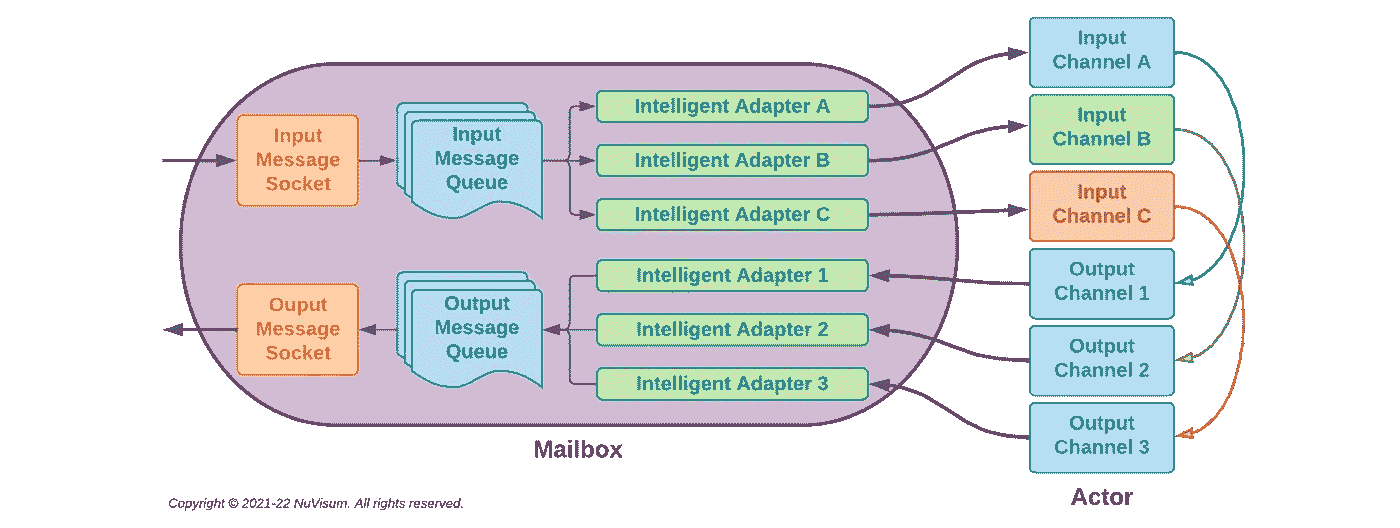 Input
Message
Socket
Input
Message
Queue
Intelligent Adapter A
Intelligent Adapter B
Intelligent Adapter C
Input
Channel A
Input
Channel B
Input
Channel C
Ouput
Message
Socket
Output
Message
Queue
Intelligent Adapter 1
Intelligent Adapter 2
Intelligent Adapter 3
Output
Channel 1
Output
Channel 2
Output
Channel 3
Mailbox
Actor
Copyright © 2021-22 NuVisum. All rights reserved.